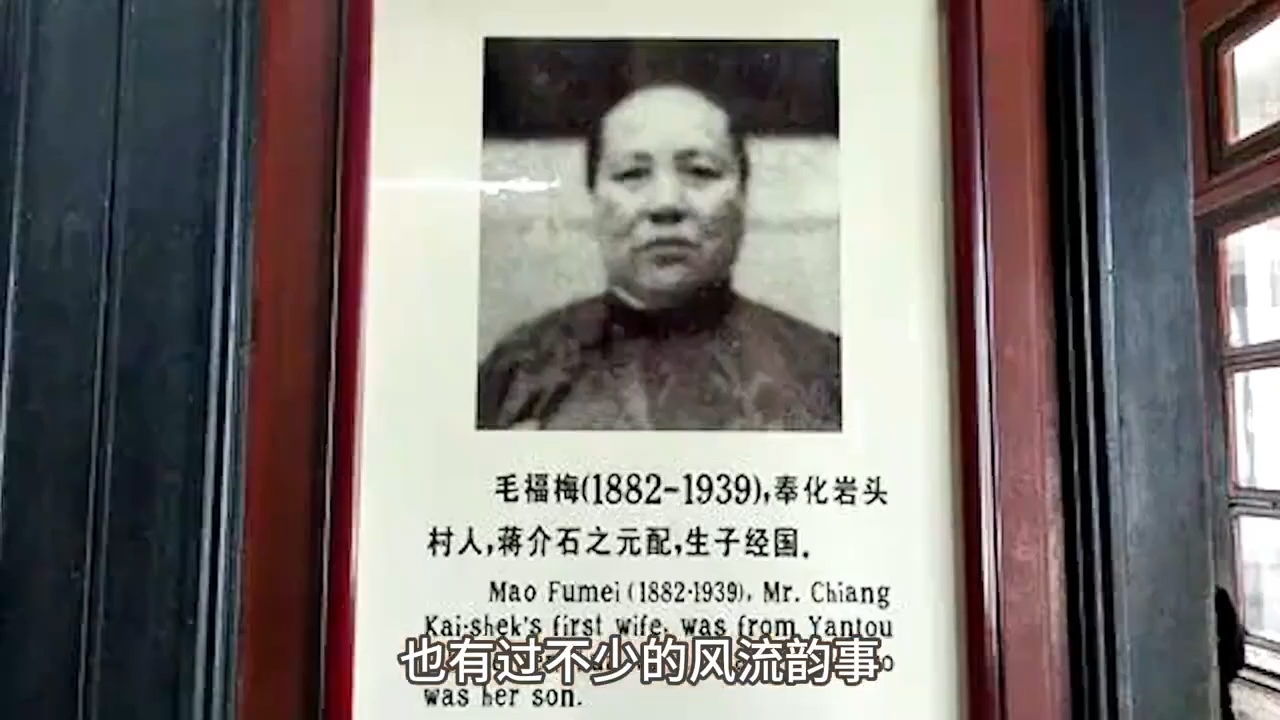 毛福梅(1882-1939),奉化岩头
村人,蒋介石之元配,生子经国.
Mao Fumei (1882-1939), Mr. Chiang
Kai-shek's first wife, was from Yantou
也有过不少的风流韵事
was her son.